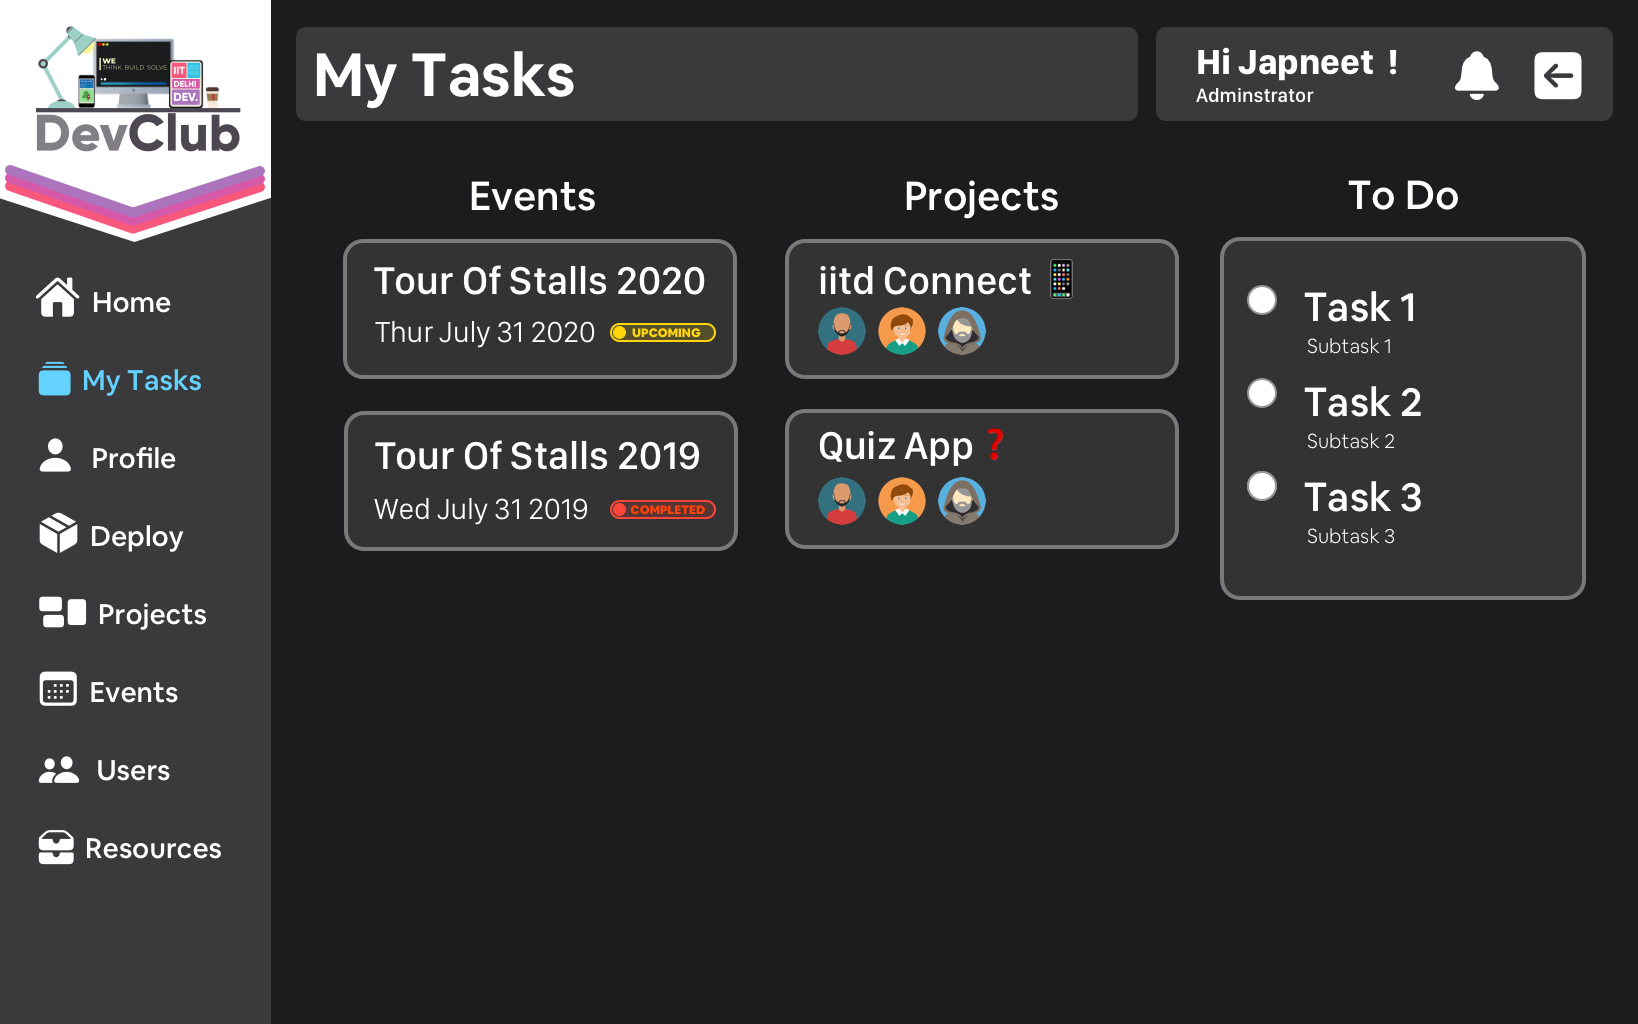 WE
THINK. BUILD. SOLVE
IIT
DELHI
DEV.
DevClub
Home
My Tasks
Profile
Deploy
Projects
Events
Users
Resources
My Tasks
Hi Japneet !
Adminstrator
Events
Tour Of Stalls 2020
Thur July 31 2020 UPCOMING
Tour Of Stalls 2019
Wed July 31 2019 COMPLETED
Projects
iitd Connect 📱
Quiz App ❓
To Do
Task 1
Subtask 1
Task 2
Subtask 2
Task 3
Subtask 3